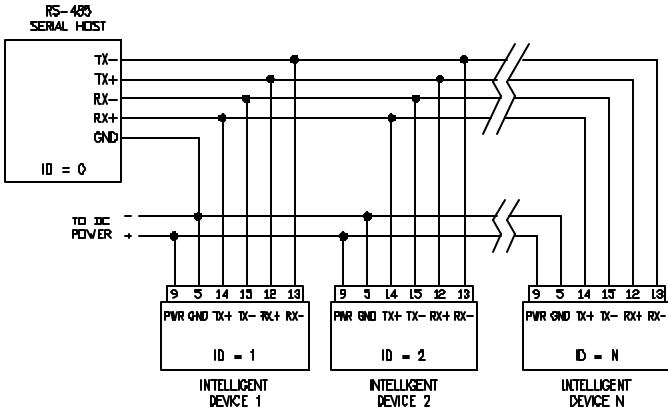 RS-485
SERIAL HOST
TX-
TX+
RX-
RX+
GND
ID = 0
TO DC -
POWER +
9 5 14 15 12 13
PWR GND TX+ TX- RX+ RX-
ID = 1
INTELLIGENT
DEVICE 1
9 5 14 15 12 13
PWR GND TX+ TX- RX+ RX-
ID = 2
INTELLIGENT
DEVICE 2
9 5 14 15 12 13
PWR GND TX+ TX- RX+ RX-
ID = N
INTELLIGENT
DEVICE N